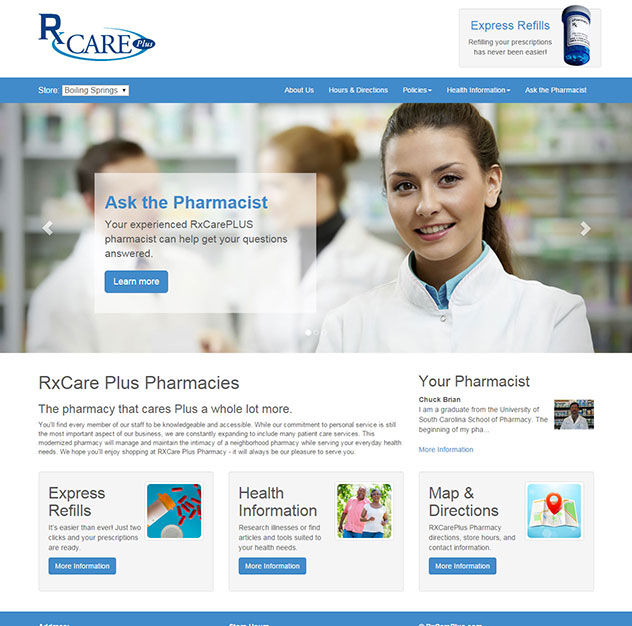 Rx CARE Plus
Express Refills
Refilling your prescriptions
has never been easier!
Store: Boiling Springs
About Us
Hours & Directions
Policies
Health Information
Ask the Pharmacist
Ask the Pharmacist
Your experienced RxCarePLUS
pharmacist can help get your questions
answered.
Learn more
RxCare Plus Pharmacies
The pharmacy that cares Plus a whole lot more.
You'll find every member of our staff to be knowledgeable and accessible. While our commitment to personal service is still
the most important aspect of our business, we are constantly expanding to include many patient care services. This
modernized pharmacy will manage and maintain the intimacy of a neighborhood pharmacy while serving your everyday health
needs. We hope you'll enjoy shopping at RXCare Plus Pharmacy - it will always be our pleasure to serve you.
Your Pharmacist
Chuck Brian
I am a graduate from the University of
South Carolina School of Pharmacy. The
beginning of my pha...
More Information
Express
Refills
It's easier than ever! Just two
clicks and your prescriptions
are ready.
More Information
Health
Information
Research illnesses or find
articles and tools suited to
your health needs.
More Information
Map &
Directions
RXCarePlus Pharmacy
directions, store hours, and
contact information.
More Information
Address:
Store Hours
© RxCarePlus.com